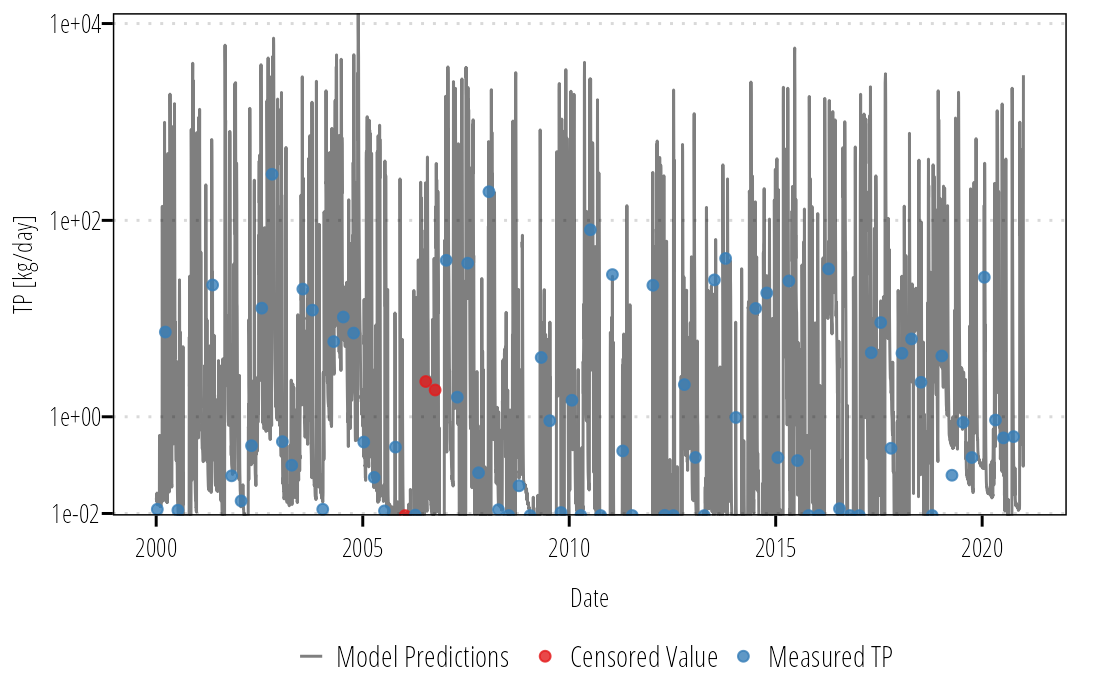 1e+04
1e+02
1e+00
1e-02
TP [kg/day]
2000 2005 2010 2015 2020
Date
Model Predictions Censored Value Measured TP